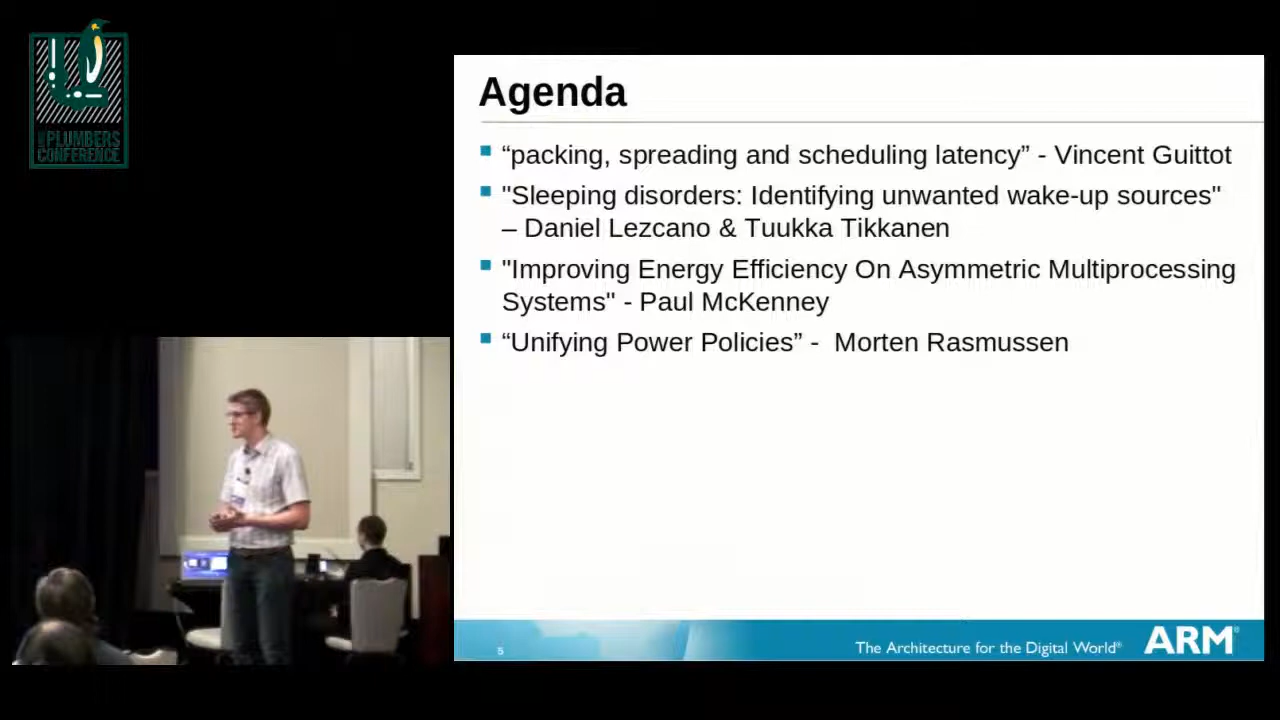 PLUMBERS
CONFERENCE
Agenda
“packing, spreading and scheduling latency” - Vincent Guittot
"Sleeping disorders: Identifying unwanted wake-up sources"
– Daniel Lezcano & Tuukka Tikkanen
"Improving Energy Efficiency On Asymmetric Multiprocessing
Systems" - Paul McKenney
“Unifying Power Policies” -  Morten Rasmussen
5
The Architecture for the Digital World®
ARM®